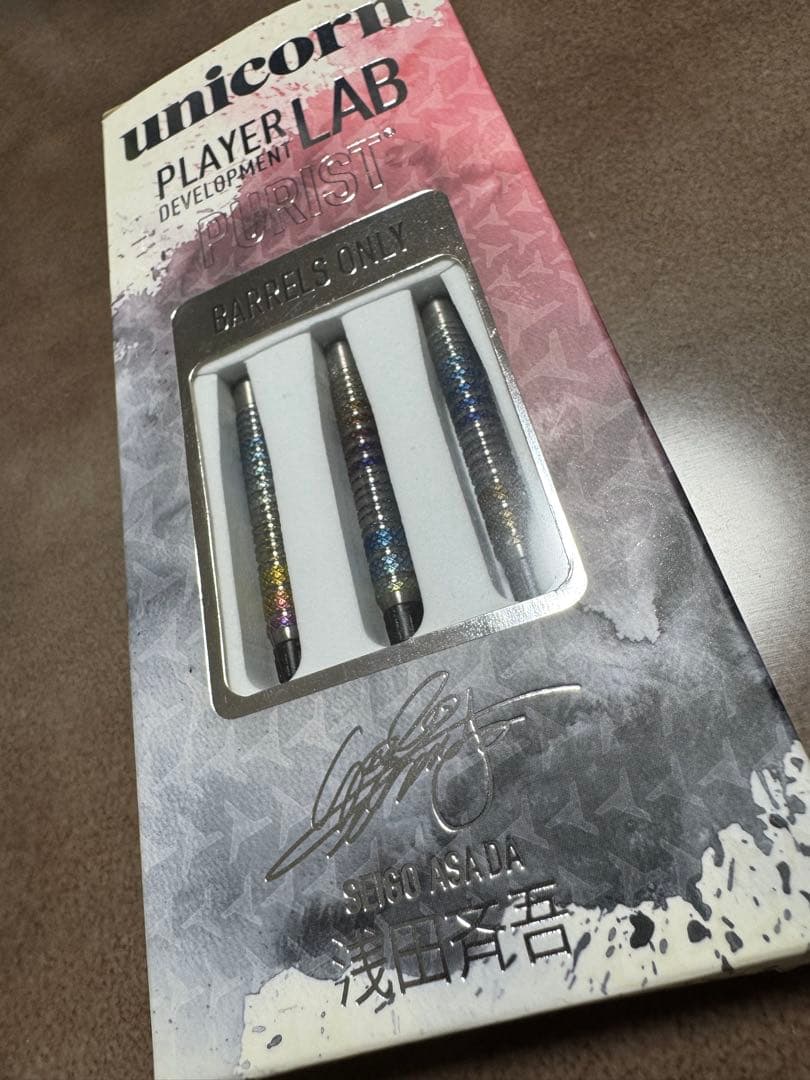 unicorn
PLAYER LAB
DEVELOPMENT
PURIST®
BARRELS ONLY
SEIGO ASADA
浅田斉吾